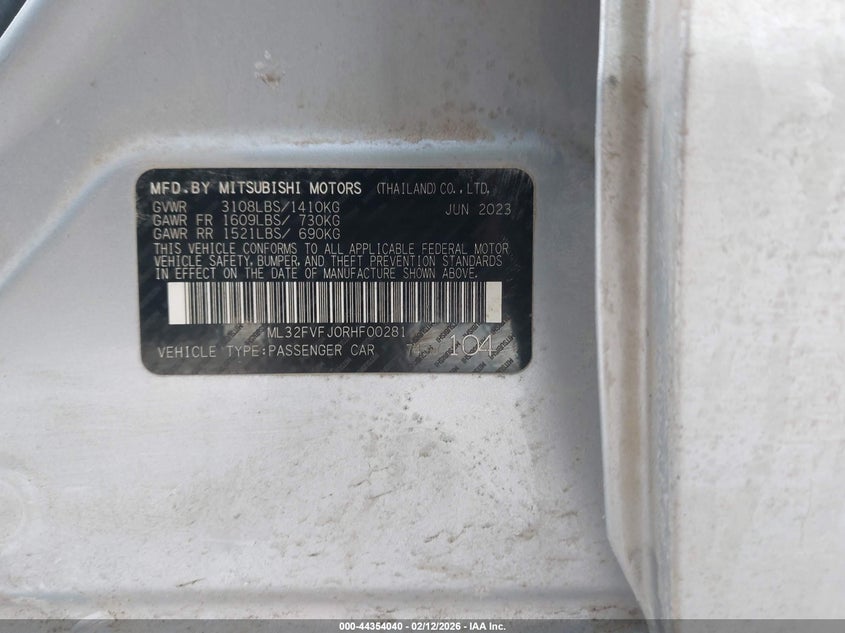 MFD.BY MITSUBISHI MOTORS (THAILAND) CO.,LTD.
GVWR 3108LBS/1410KG JUN 2023
GAWR FR 1609LBS/ 730KG
GAWR RR 1521LBS/ 690KG
THIS VEHICLE CONFORMS TO ALL APPLICABLE FEDERAL MOTOR
VEHICLE SAFETY, BUMPER, AND THEFT PREVENTION STANDARDS
IN EFFECT ON THE DATE OF MANUFACTURE SHOWN ABOVE.
ML32FVFJ0RHF00281
VEHICLE TYPE:PASSENGER CAR 104
000-44354040 - 02/12/2026 - IAA Inc.